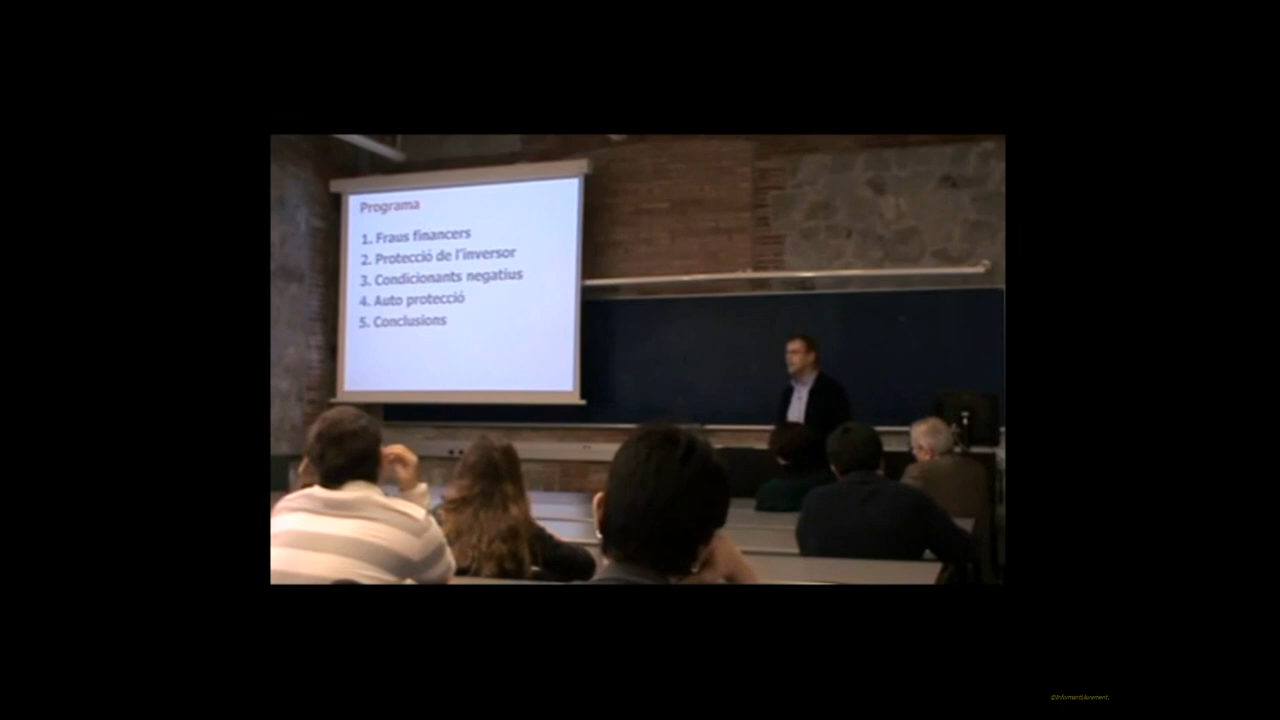 Programa
1. Fraus financers
2. Protecció de l'inversor
3. Condicionants negatius
4. Auto protecció
5. Conclusions